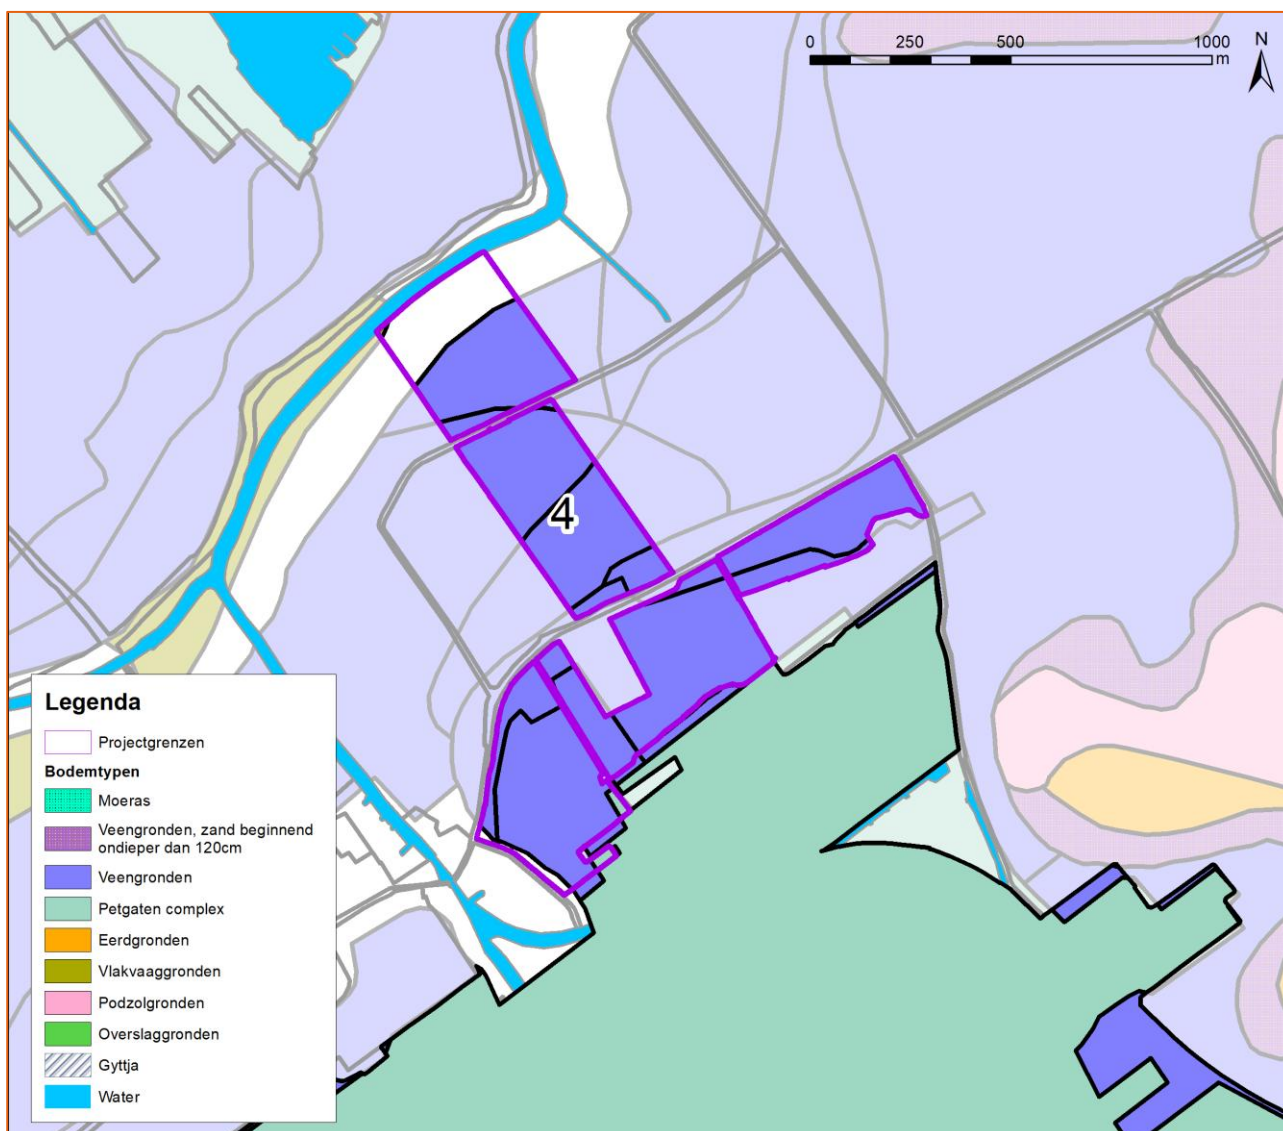 0 250 500 1000
m
N
4
Legenda
Projectgrenzen
Bodemtypen
Moeras
Veengronden, zand beginnend
ondieper dan 120cm
Veengronden
Petgaten complex
Eerdgronden
Vlakvaaggronden
Podzolgronden
Overslaggronden
Gyttja
Water